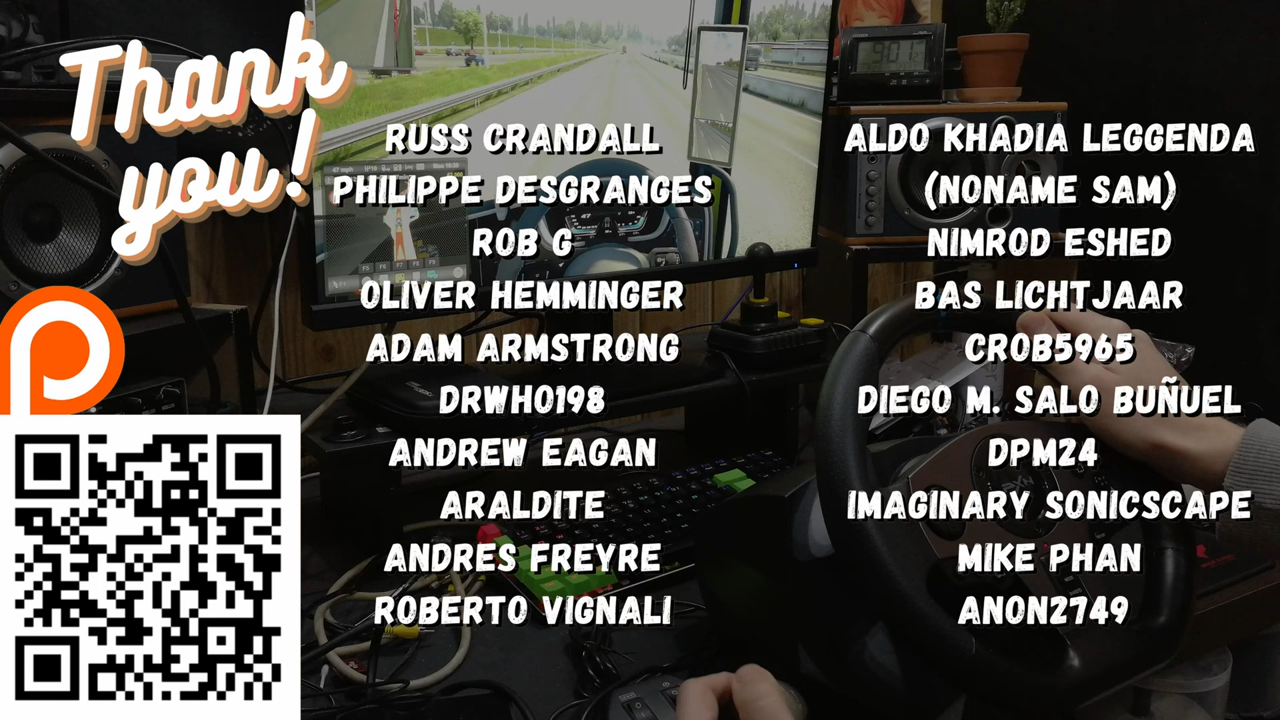 Thank
you!
RUSS CRANDALL
PHILIPPE DESGRANGES
ROB G
OLIVER HEMMINGER
ADAM ARMSTRONG
DRWHO198
ANDREW EAGAN
ARALDITE
ANDRES FREYRE
ROBERTO VIGNALI
ALDO KHADIA LEGGENDA
(NONAME SAM)
NIMROD ESHED
BAS LICHTJAAR
CROB5965
DIEGO M. SALO BUÑUEL
DPM24
IMAGINARY SONICSCAPE
MIKE PHAN
ANON2749